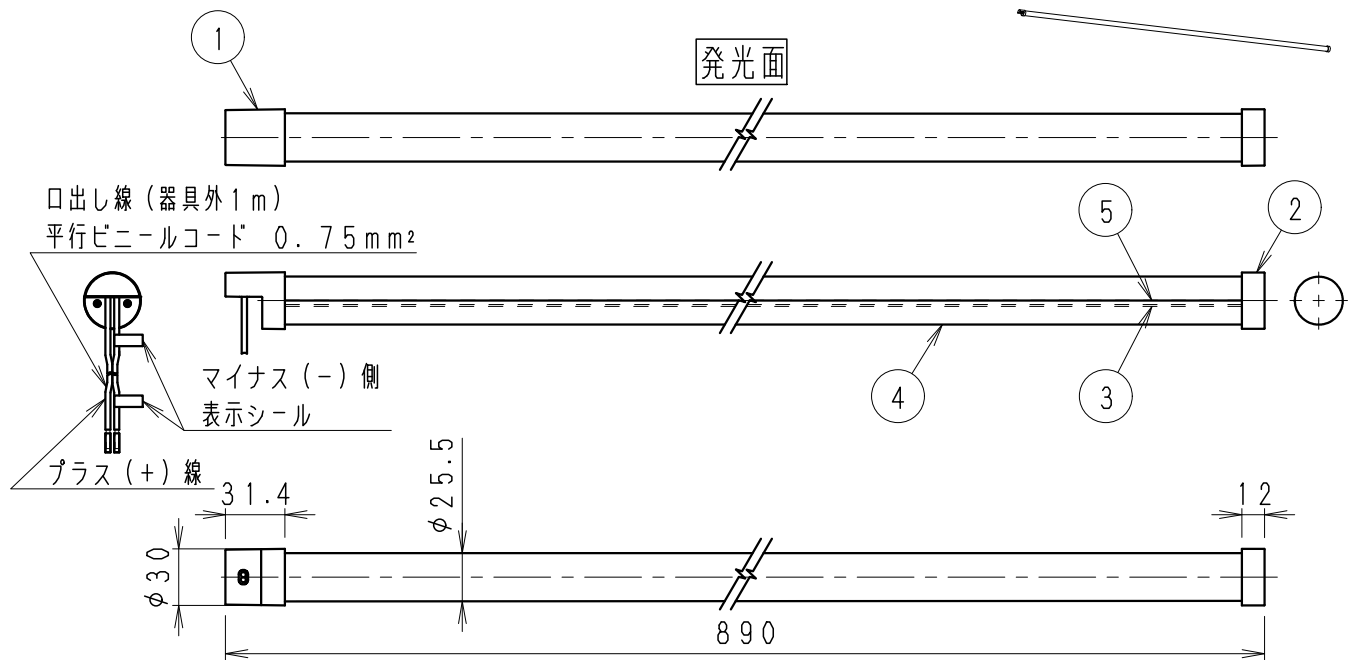 1
発光面
口出し線（器具外1m）
平行ビニールコード 0.75mm²
5
2
マイナス（－）側
表示シール
4
3
プラス（＋）線
31.4
φ25.5
12
φ30
890